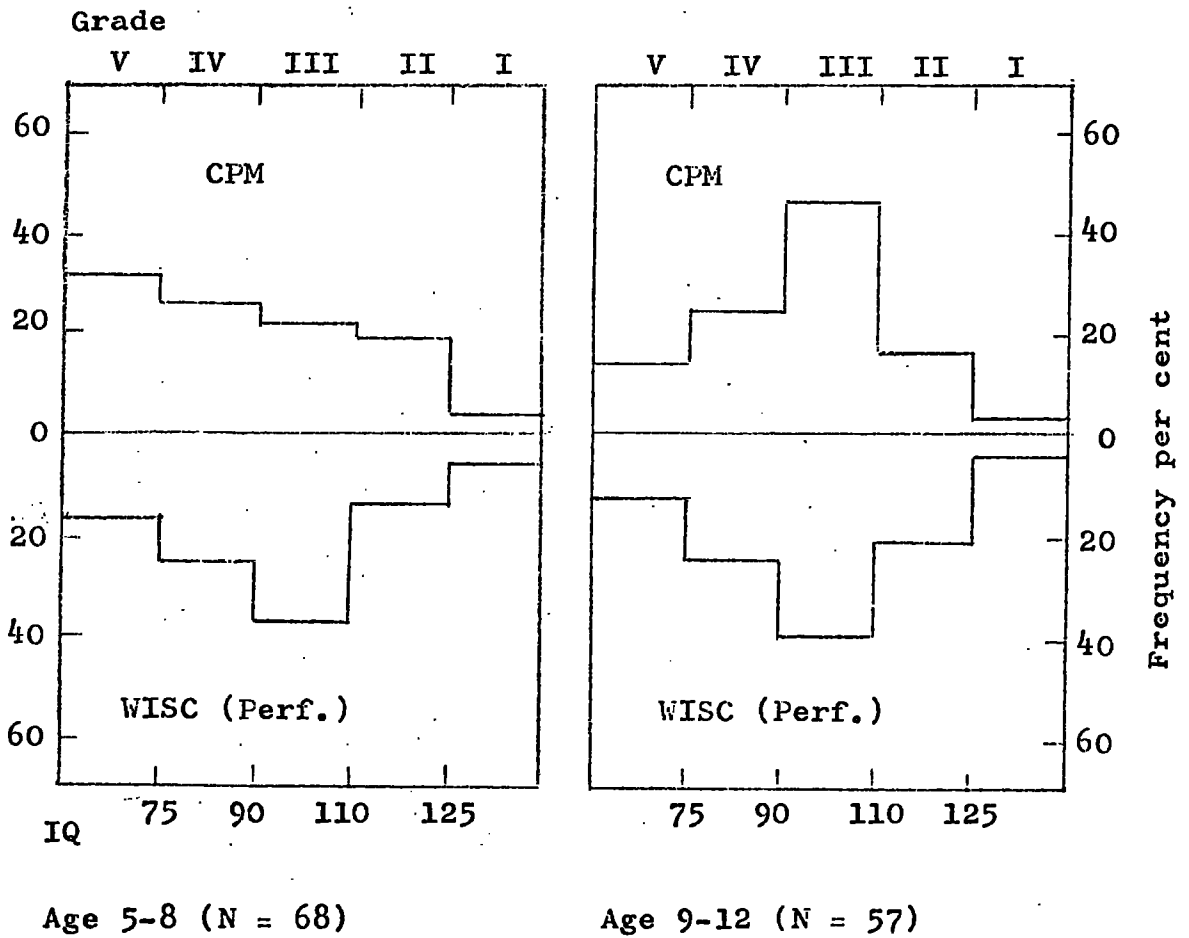 Grade
V IV III II I V IV III II I
60 60
CPM CPM
40 40
20 20
0 0
20 20
40 40
WISC (Perf.) WISC (Perf.)
60 60
75 90 110 125 75 90 110 125
IQ
Frequency per cent
Age 5-8 (N = 68) Age 9-12 (N = 57)